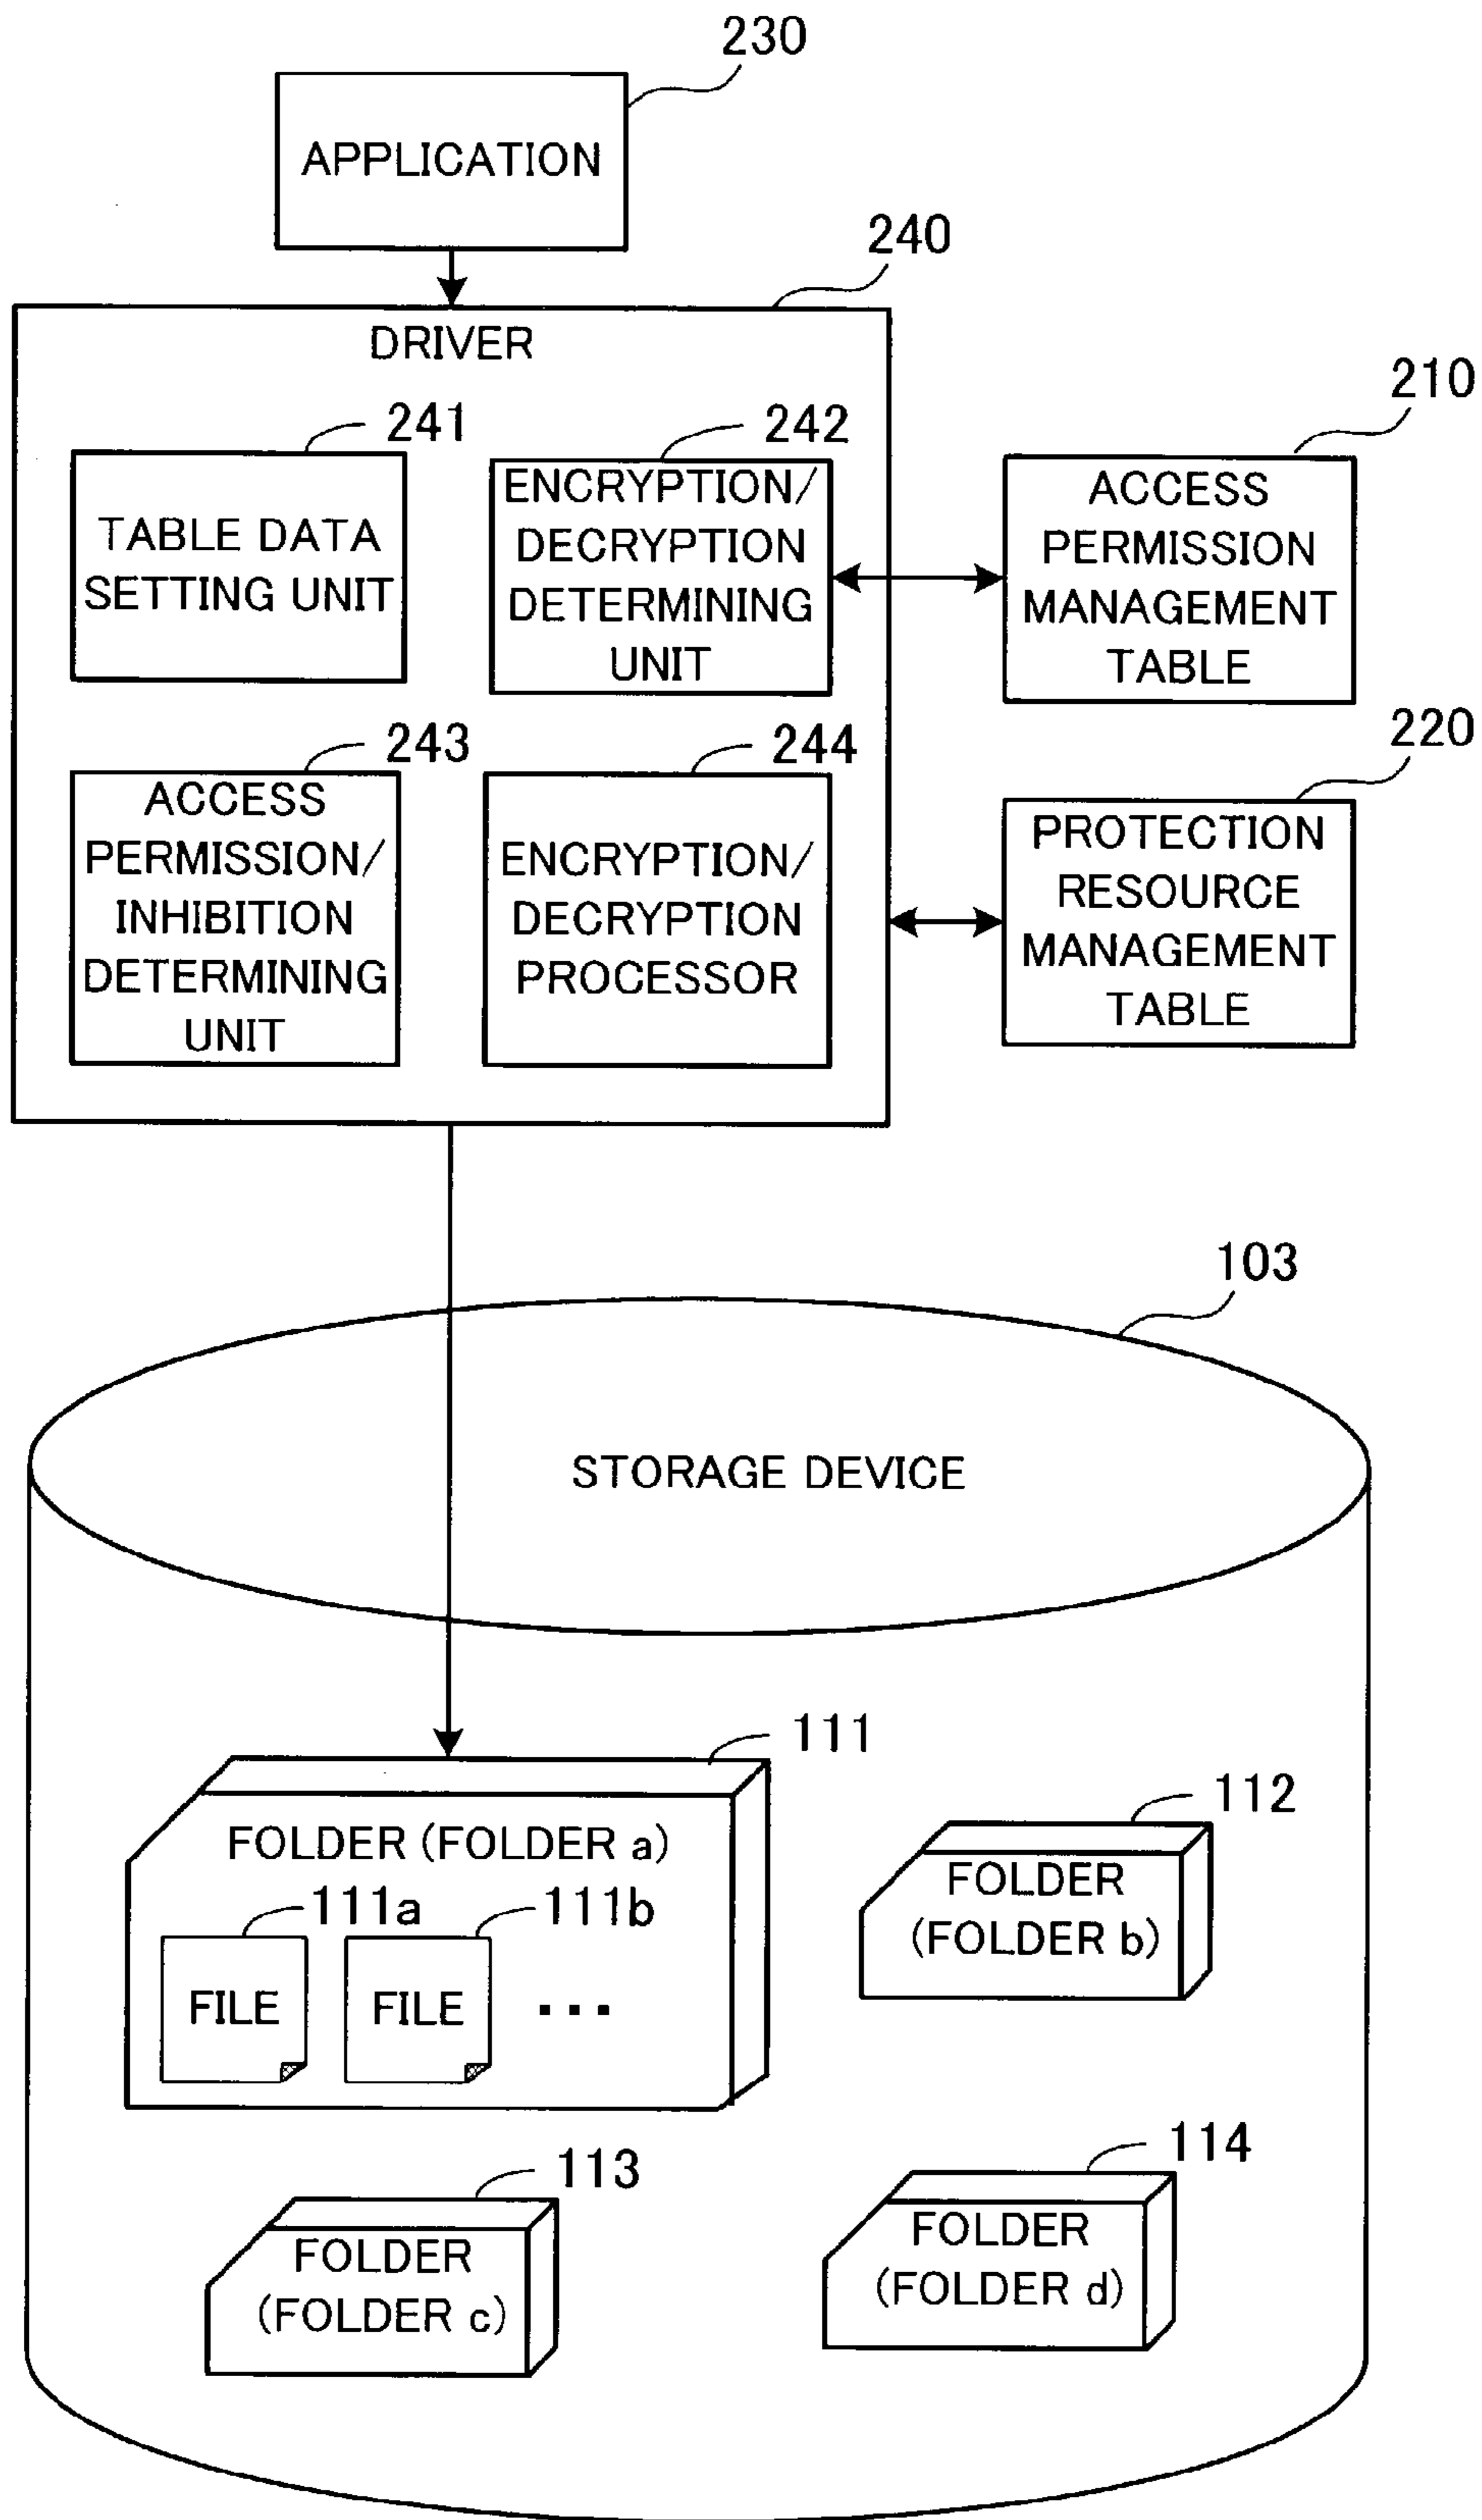 230
APPLICATION
240
DRIVER
210
241
242
TABLE DATA
SETTING UNIT
ENCRYPTION/
DECRYPTION
DETERMINING
UNIT
ACCESS
PERMISSION
MANAGEMENT
TABLE
243
244
220
ACCESS
PERMISSION/
INHIBITION
DETERMINING
UNIT
ENCRYPTION/
DECRYPTION
PROCESSOR
PROTECTION
RESOURCE
MANAGEMENT
TABLE
103
STORAGE DEVICE
111
FOLDER (FOLDER a)
111a
111b
FILE
FILE
...
112
FOLDER
(FOLDER b)
113
FOLDER
(FOLDER c)
114
FOLDER
(FOLDER d)